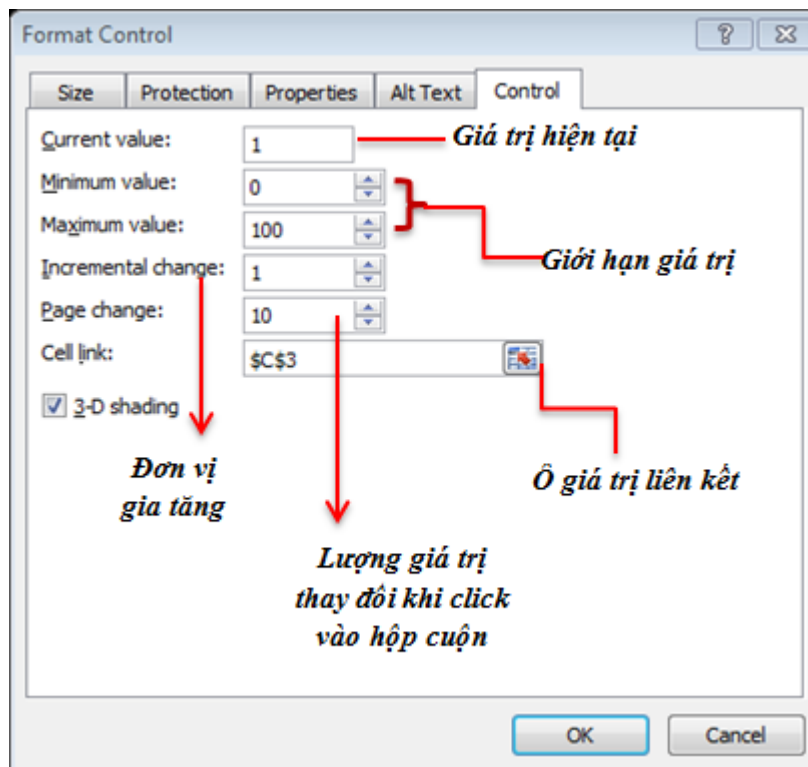 Format Control
Size Protection Properties Alt Text Control
Current value: 1 Giá trị hiện tại
Minimum value: 0
Maximum value: 100
Giới hạn giá trị
Incremental change: 1
Page change: 10
Cell link: $C$3
3-D shading
Đơn vị
gia tăng
Ô giá trị liên kết
Lượng giá trị
thay đổi khi click
vào hộp cuộn
OK Cancel